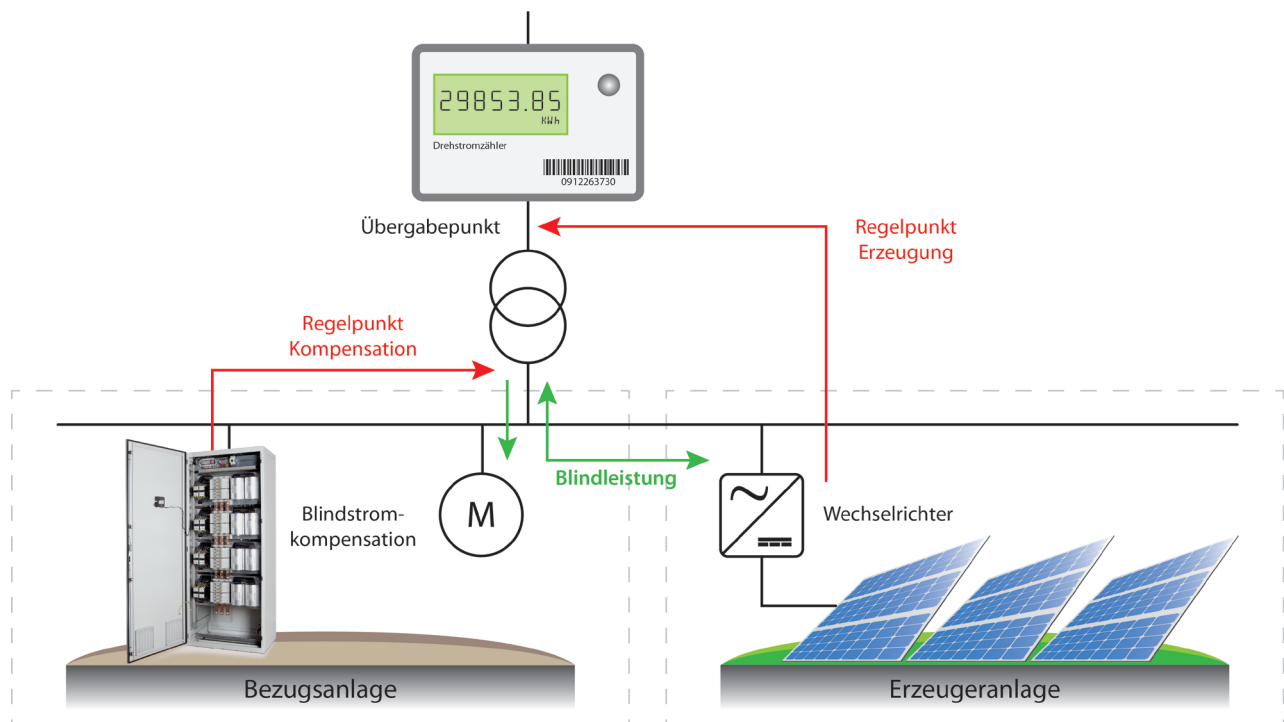 29853.85
KWh
Drehstromzähler
0912263730
Übergabepunkt
Regelpunkt
Erzeugung
Regelpunkt
Kompensation
Blindleistung
Blindstrom-
kompensation
M
Wechselrichter
Bezugsanlage
Erzeugeranlage